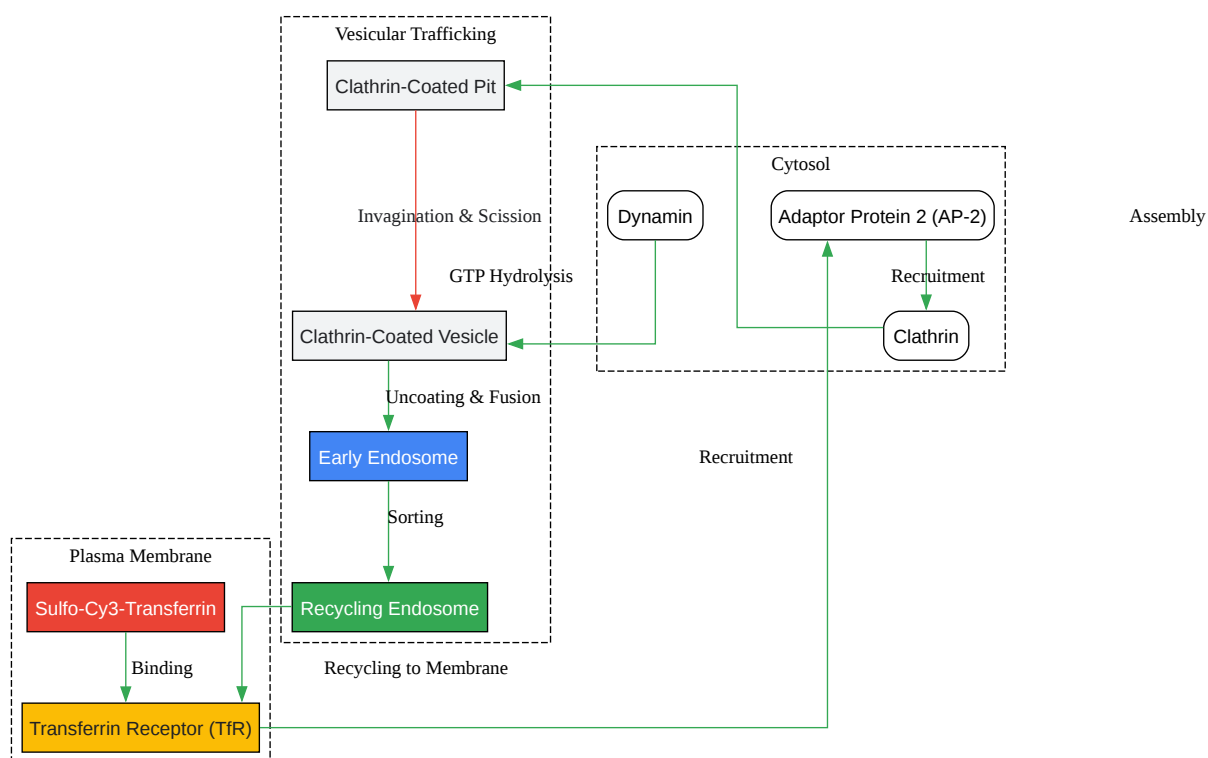 Vesicular Trafficking
Clathrin-Coated Pit
Cytosol
Invagination & Scission
Dynamin
Adaptor Protein 2 (AP-2)
Assembly
GTP Hydrolysis
Recruitment
Clathrin-Coated Vesicle
Clathrin
Uncoating & Fusion
Early Endosome
Recruitment
Sorting
Plasma Membrane
Sulfo-Cy3-Transferrin
Recycling Endosome
Binding
Recycling to Membrane
Transferrin Receptor (TfR)